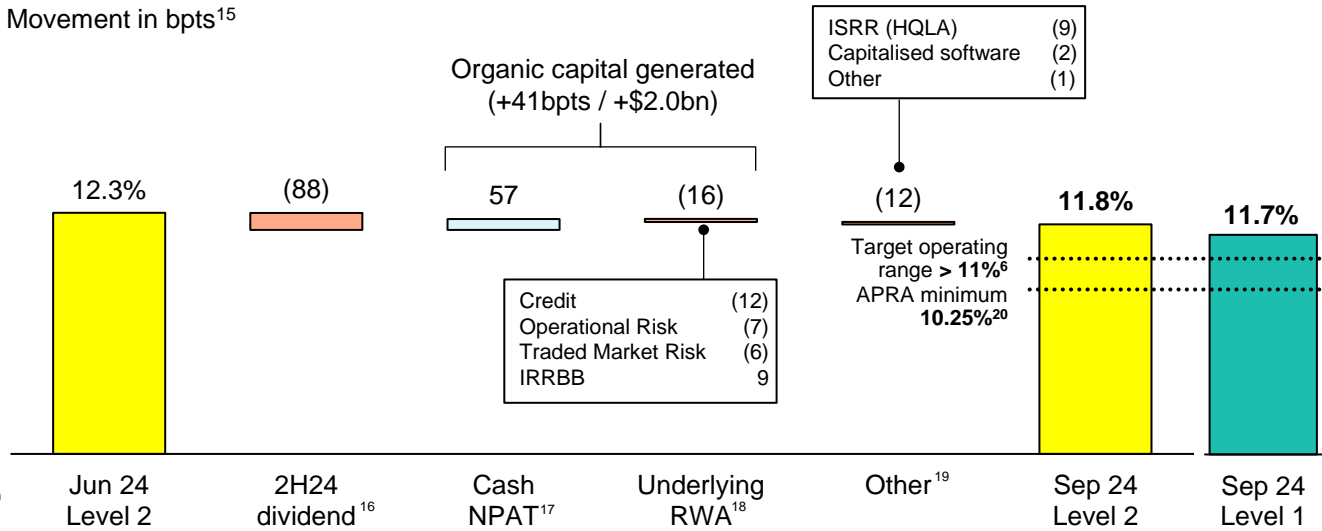 Movement in bpts15
Organic capital generated
(+41bpts / +$2.0bn)
ISRR (HQLA) (9)
Capitalised software (2)
Other (1)
12.3%
(88)
57
(16)
(12)
11.8%
11.7%
Target operating
range > 11%6
APRA minimum
10.25%20
Credit (12)
Operational Risk (7)
Traded Market Risk (6)
IRRBB 9
Jun 24
Level 2
2H24
dividend16
Cash
NPAT17
Underlying
RWA18
Other19
Sep 24
Level 2
Sep 24
Level 1